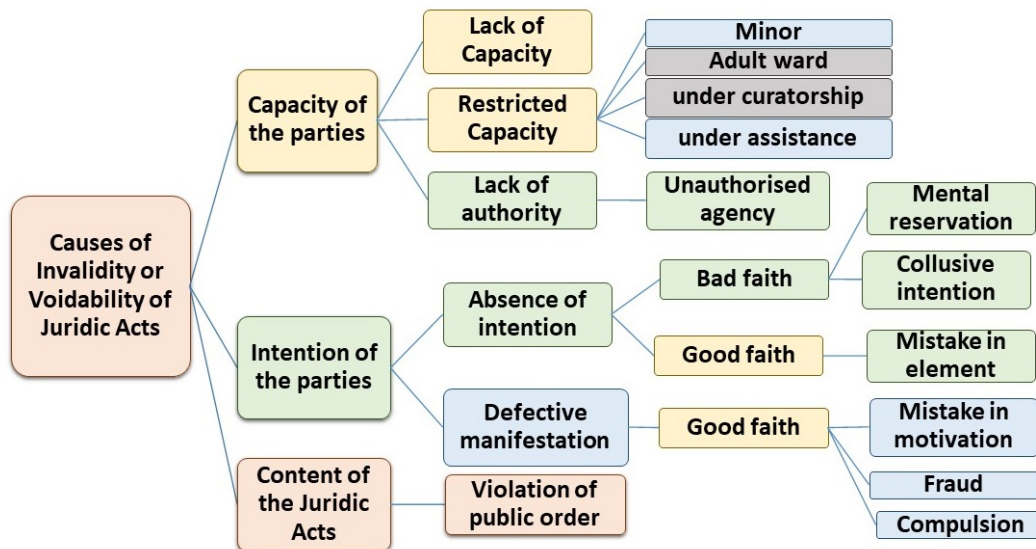 Causes of
Invalidity or
Voidability of
Juridic Acts
Capacity of
the parties
Lack of
Capacity
Restricted
Capacity
Minor
Adult ward
under curatorship
under assistance
Lack of
authority
Unauthorised
agency
Intention of
the parties
Absence of
intention
Bad faith
Mental
reservation
Collusive
intention
Good faith
Mistake in
element
Defective
manifestation
Good faith
Mistake in
motivation
Fraud
Compulsion
Content of
the Juridic
Acts
Violation of
public order